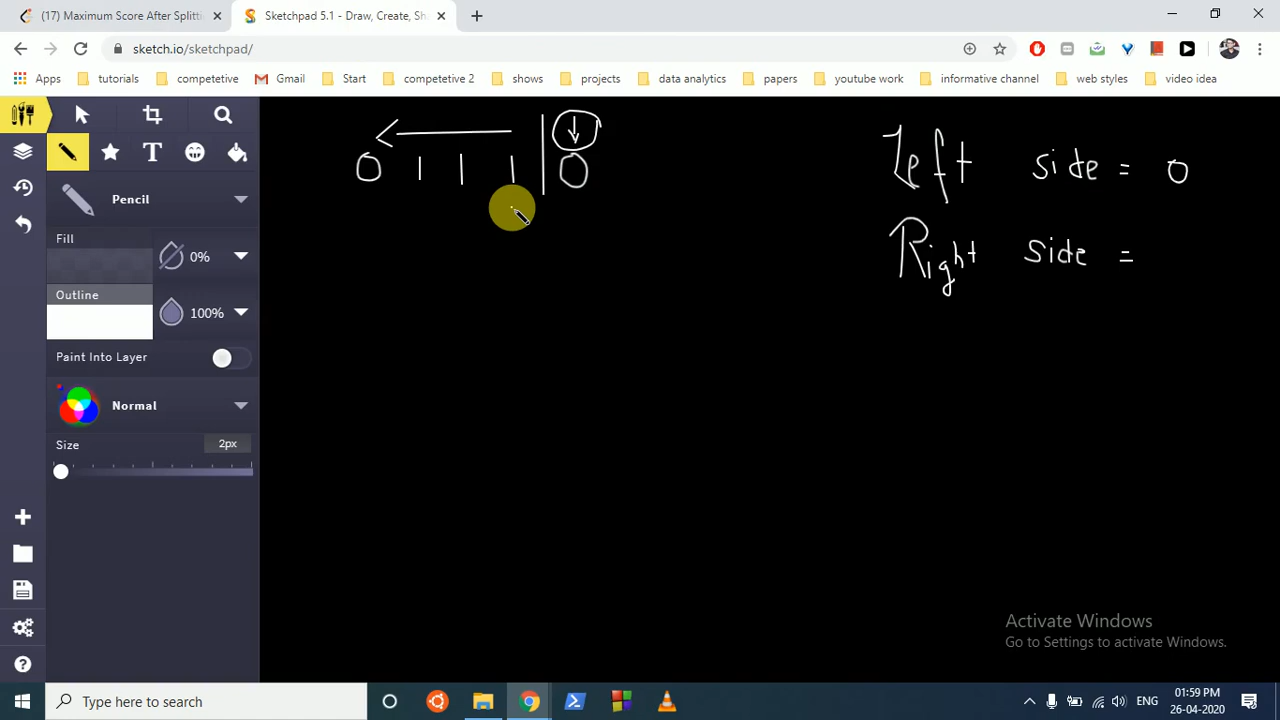 (17) Maximum Score After Splitti
Sketchpad 5.1 - Draw, Create, Sh
sketch.io/sketchpad/
Apps tutorials competetive Gmail Start competetive 2 shows projects data analytics papers youtube work informative channel web styles video idea
0 1 1 1 | 0
Left side = 0
Right side =
Pencil
Fill
0%
Outline
100%
Paint Into Layer
Normal
Size 2px
Activate Windows
Go to Settings to activate Windows.
Type here to search
ENG
01:59 PM
26-04-2020